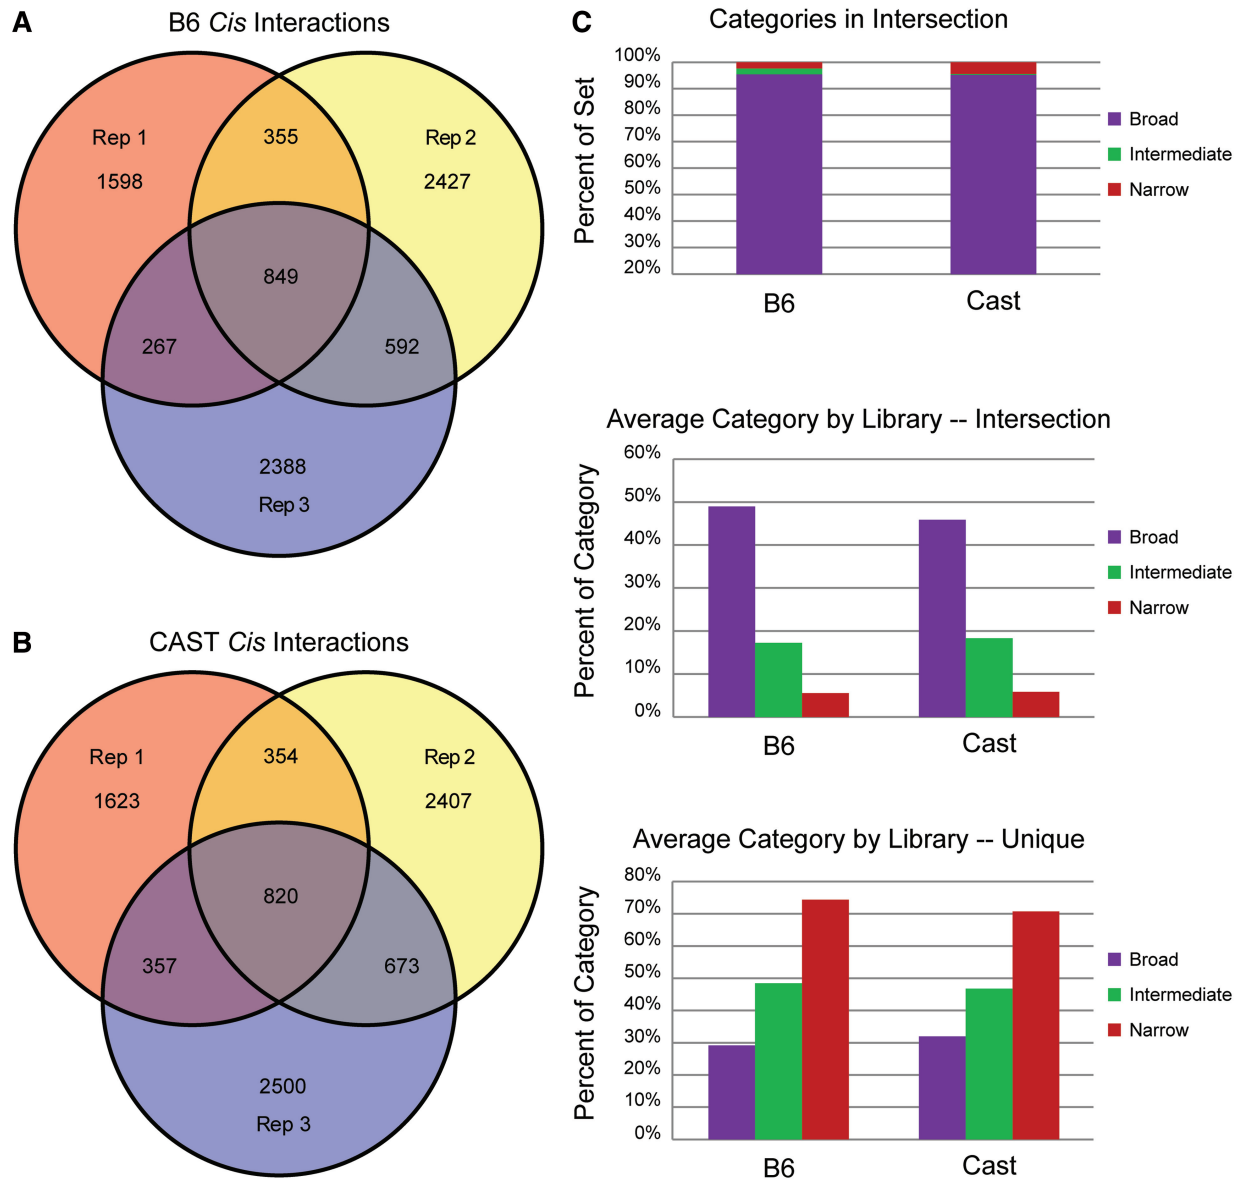 A
B6 Cis Interactions
Rep 1
1598
355
Rep 2
2427
849
267
592
2388
Rep 3
B
CAST Cis Interactions
Rep 1
1623
354
Rep 2
2407
820
357
673
2500
Rep 3
C
Categories in Intersection
Percent of Set
100%
90%
80%
70%
60%
50%
40%
30%
20%
B6
Cast
Broad
Intermediate
Narrow
Average Category by Library -- Intersection
Percent of Category
60%
50%
40%
30%
20%
10%
0%
B6
Cast
Broad
Intermediate
Narrow
Average Category by Library -- Unique
Percent of Category
80%
70%
60%
50%
40%
30%
20%
10%
0%
B6
Cast
Broad
Intermediate
Narrow